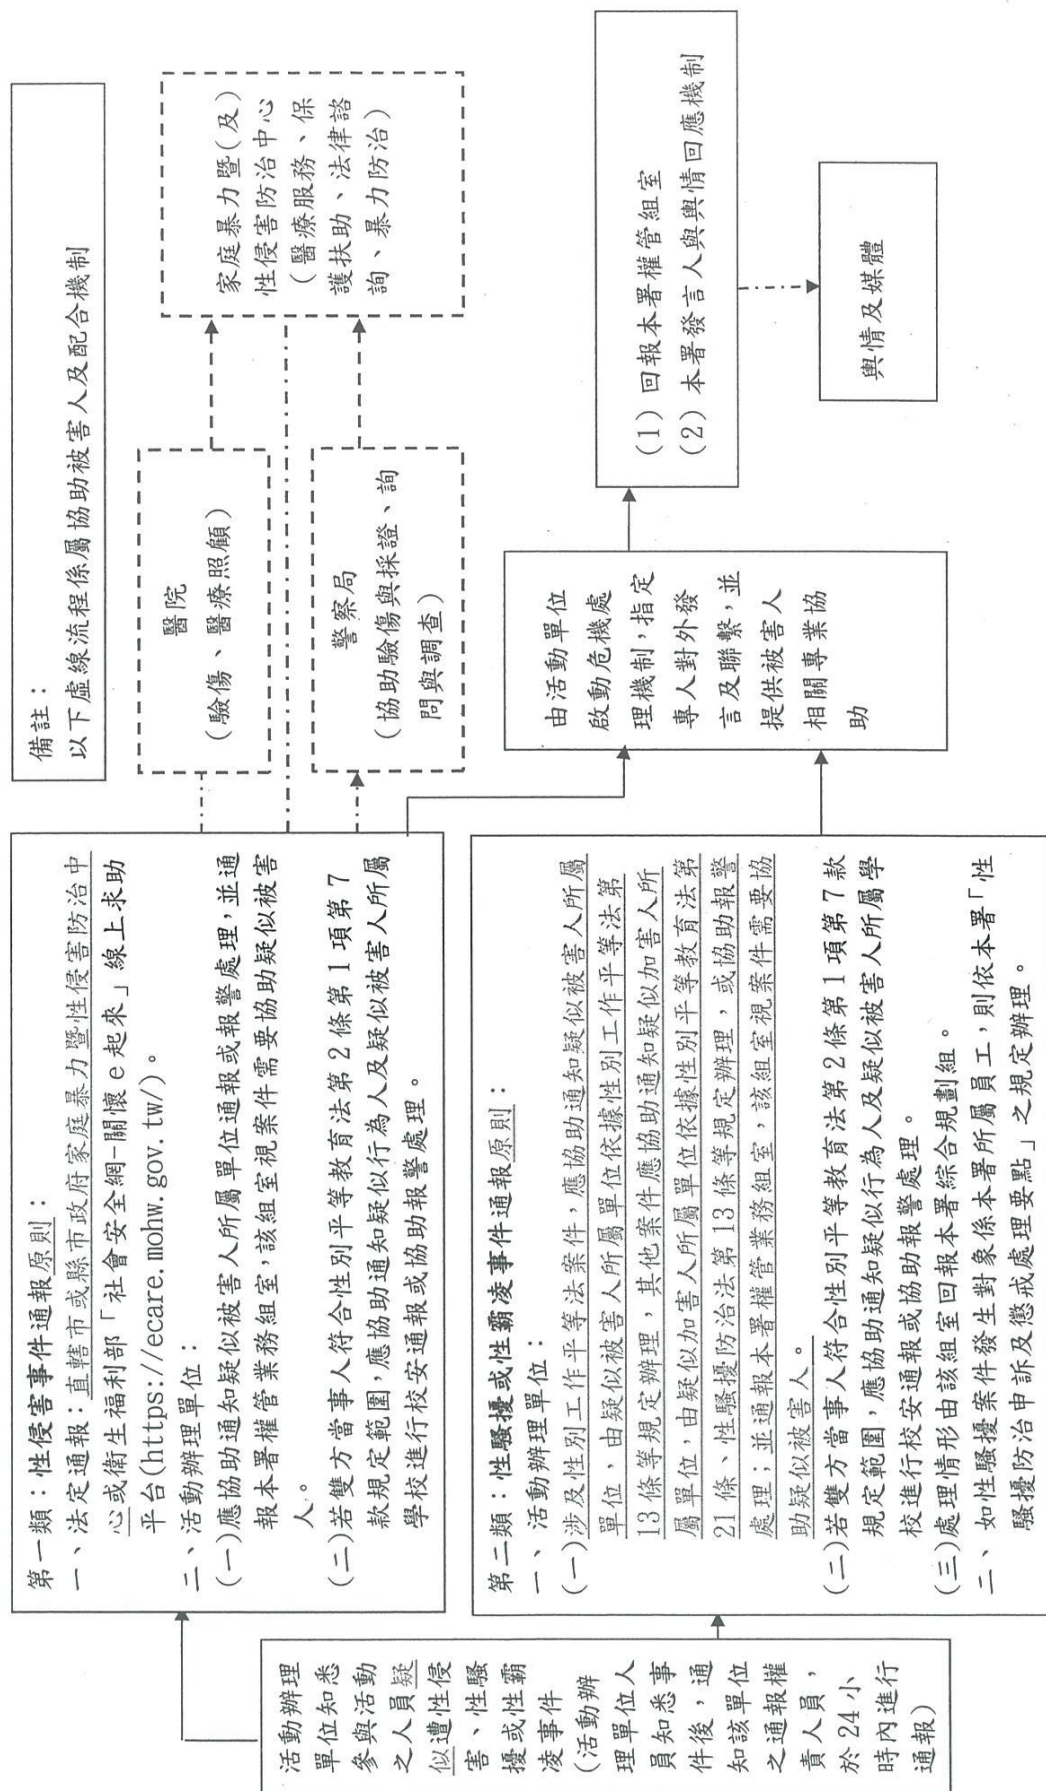 備註：
以下虛線流程係屬協助被害人及配合機制
活動辦理
單位知悉
參與活動
之人員疑
似遭性侵
害、性騷
擾或性霸
凌事件
(活動辦
理單位人
員知悉事
件後，通
知該單位
之通報權
責人員，
於 24 小
時內進行
通報)
第一類：性侵害事件通報原則：
一、法定通報：直轄市或縣市政府家庭暴力暨性侵害防治中
心或衛生福利部「社會安全網-關懷 e 起來」線上求助
平台(https://ecare.mohw.gov.tw/)。
二、活動辦理單位：
(一)應協助通知疑似被害人所屬單位通報或報警處理，並通
報本署權管業務組室，該組室視案件需要協助疑似被害
人。
(二)若雙方當事人符合性別平等教育法第 2 條第 1 項第 7
款規定範圍，應協助通知疑似行為人及疑似被害人所屬
學校進行校安通報或協助報警處理。
醫院
(驗傷、醫療照顧)
警察局
(協助驗傷與採證、詢
問與調查)
家庭暴力暨(及)
性侵害防治中心
(醫療服務、保
護扶助、法律諮
詢、暴力防治)
第二類：性騷擾或性霸凌事件通報原則：
一、活動辦理單位：
(一)涉及性別工作平等法案件，應協助通知疑似被害人所屬
單位，由疑似被害人所屬單位依據性別工作平等法第
13 條等規定辦理，其他案件應協助通知疑似加害人所
屬單位，由疑似加害人所屬單位依據性別平等教育法第
21 條、性騷擾防治法第 13 條等規定辦理，或協助報警
處理；並通報本署權管業務組室，該組室視案件需要協
助疑似被害人。
(二)若雙方當事人符合性別平等教育法第 2 條第 1 項第 7 款
規定範圍，應協助通知疑似行為人及疑似被害人所屬學
校進行校安通報或協助報警處理。
(三)處理情形由該組室回報本署綜合規劃組。
二、如性騷擾案件發生對象係本署所屬員工，則依本署「性
騷擾防治申訴及懲戒處理要點」之規定辦理。
由活動單位
啟動危機處
理機制，指定
專人對外發
言及聯繫，並
提供被害人
相關專業協
助
(1) 回報本署權管組室
(2) 本署發言人與輿情回應機制
輿情及媒體